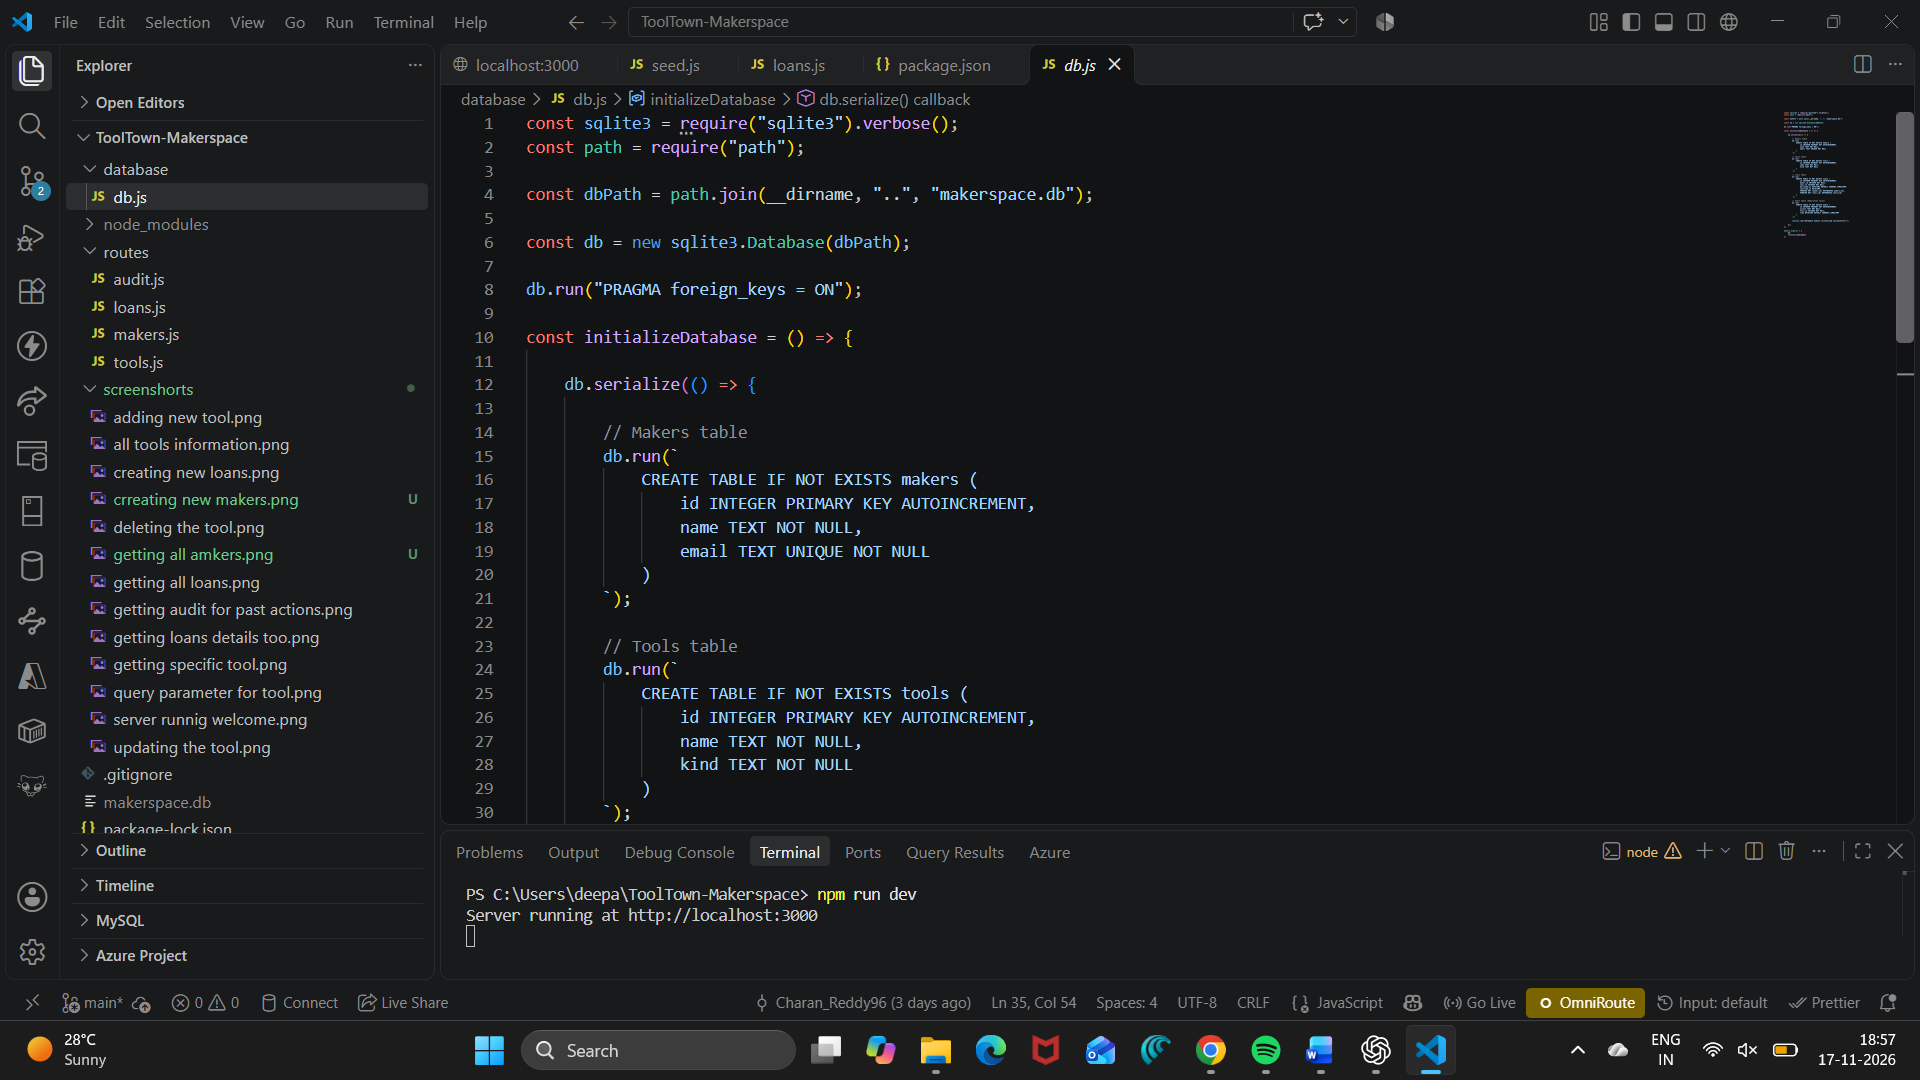 File Edit Selection View Go Run Terminal Help
ToolTown-Makerspace
Explorer
Open Editors
ToolTown-Makerspace
database
JS db.js
node_modules
routes
JS audit.js
JS loans.js
JS makers.js
JS tools.js
screenshorts
adding new tool.png
all tools information.png
creating new loans.png
crreating new makers.png U
deleting the tool.png
getting all amkers.png U
getting all loans.png
getting audit for past actions.png
getting loans details too.png
getting specific tool.png
query parameter for tool.png
server runnig welcome.png
updating the tool.png
.gitignore
makerspace.db
{} package-lock.json
Outline
Timeline
MySQL
Azure Project
2
localhost:3000 JS seed.js JS loans.js {} package.json JS db.js
database > JS db.js > initializeDatabase > db.serialize() callback
1 const sqlite3 = require("sqlite3").verbose();
2 const path = require("path");
3
4 const dbPath = path.join(__dirname, "..", "makerspace.db");
5
6 const db = new sqlite3.Database(dbPath);
7
8 db.run("PRAGMA foreign_keys = ON");
9
10 const initializeDatabase = () => {
11
12 db.serialize(() => {
13
14 // Makers table
15 db.run(`
16 CREATE TABLE IF NOT EXISTS makers (
17 id INTEGER PRIMARY KEY AUTOINCREMENT,
18 name TEXT NOT NULL,
19 email TEXT UNIQUE NOT NULL
20 )
21 `);
22
23 // Tools table
24 db.run(`
25 CREATE TABLE IF NOT EXISTS tools (
26 id INTEGER PRIMARY KEY AUTOINCREMENT,
27 name TEXT NOT NULL,
28 kind TEXT NOT NULL
29 )
30 `);
Problems Output Debug Console Terminal Ports Query Results Azure
node
PS C:\Users\deepa\ToolTown-Makerspace> npm run dev
Server running at http://localhost:3000
main* 0 0 Connect Live Share
Charan_Reddy96 (3 days ago) Ln 35, Col 54 Spaces: 4 UTF-8 CRLF JavaScript Go Live OmniRoute Input: default Prettier
28°C
Sunny
Search
ENG
IN
18:57
17-11-2026